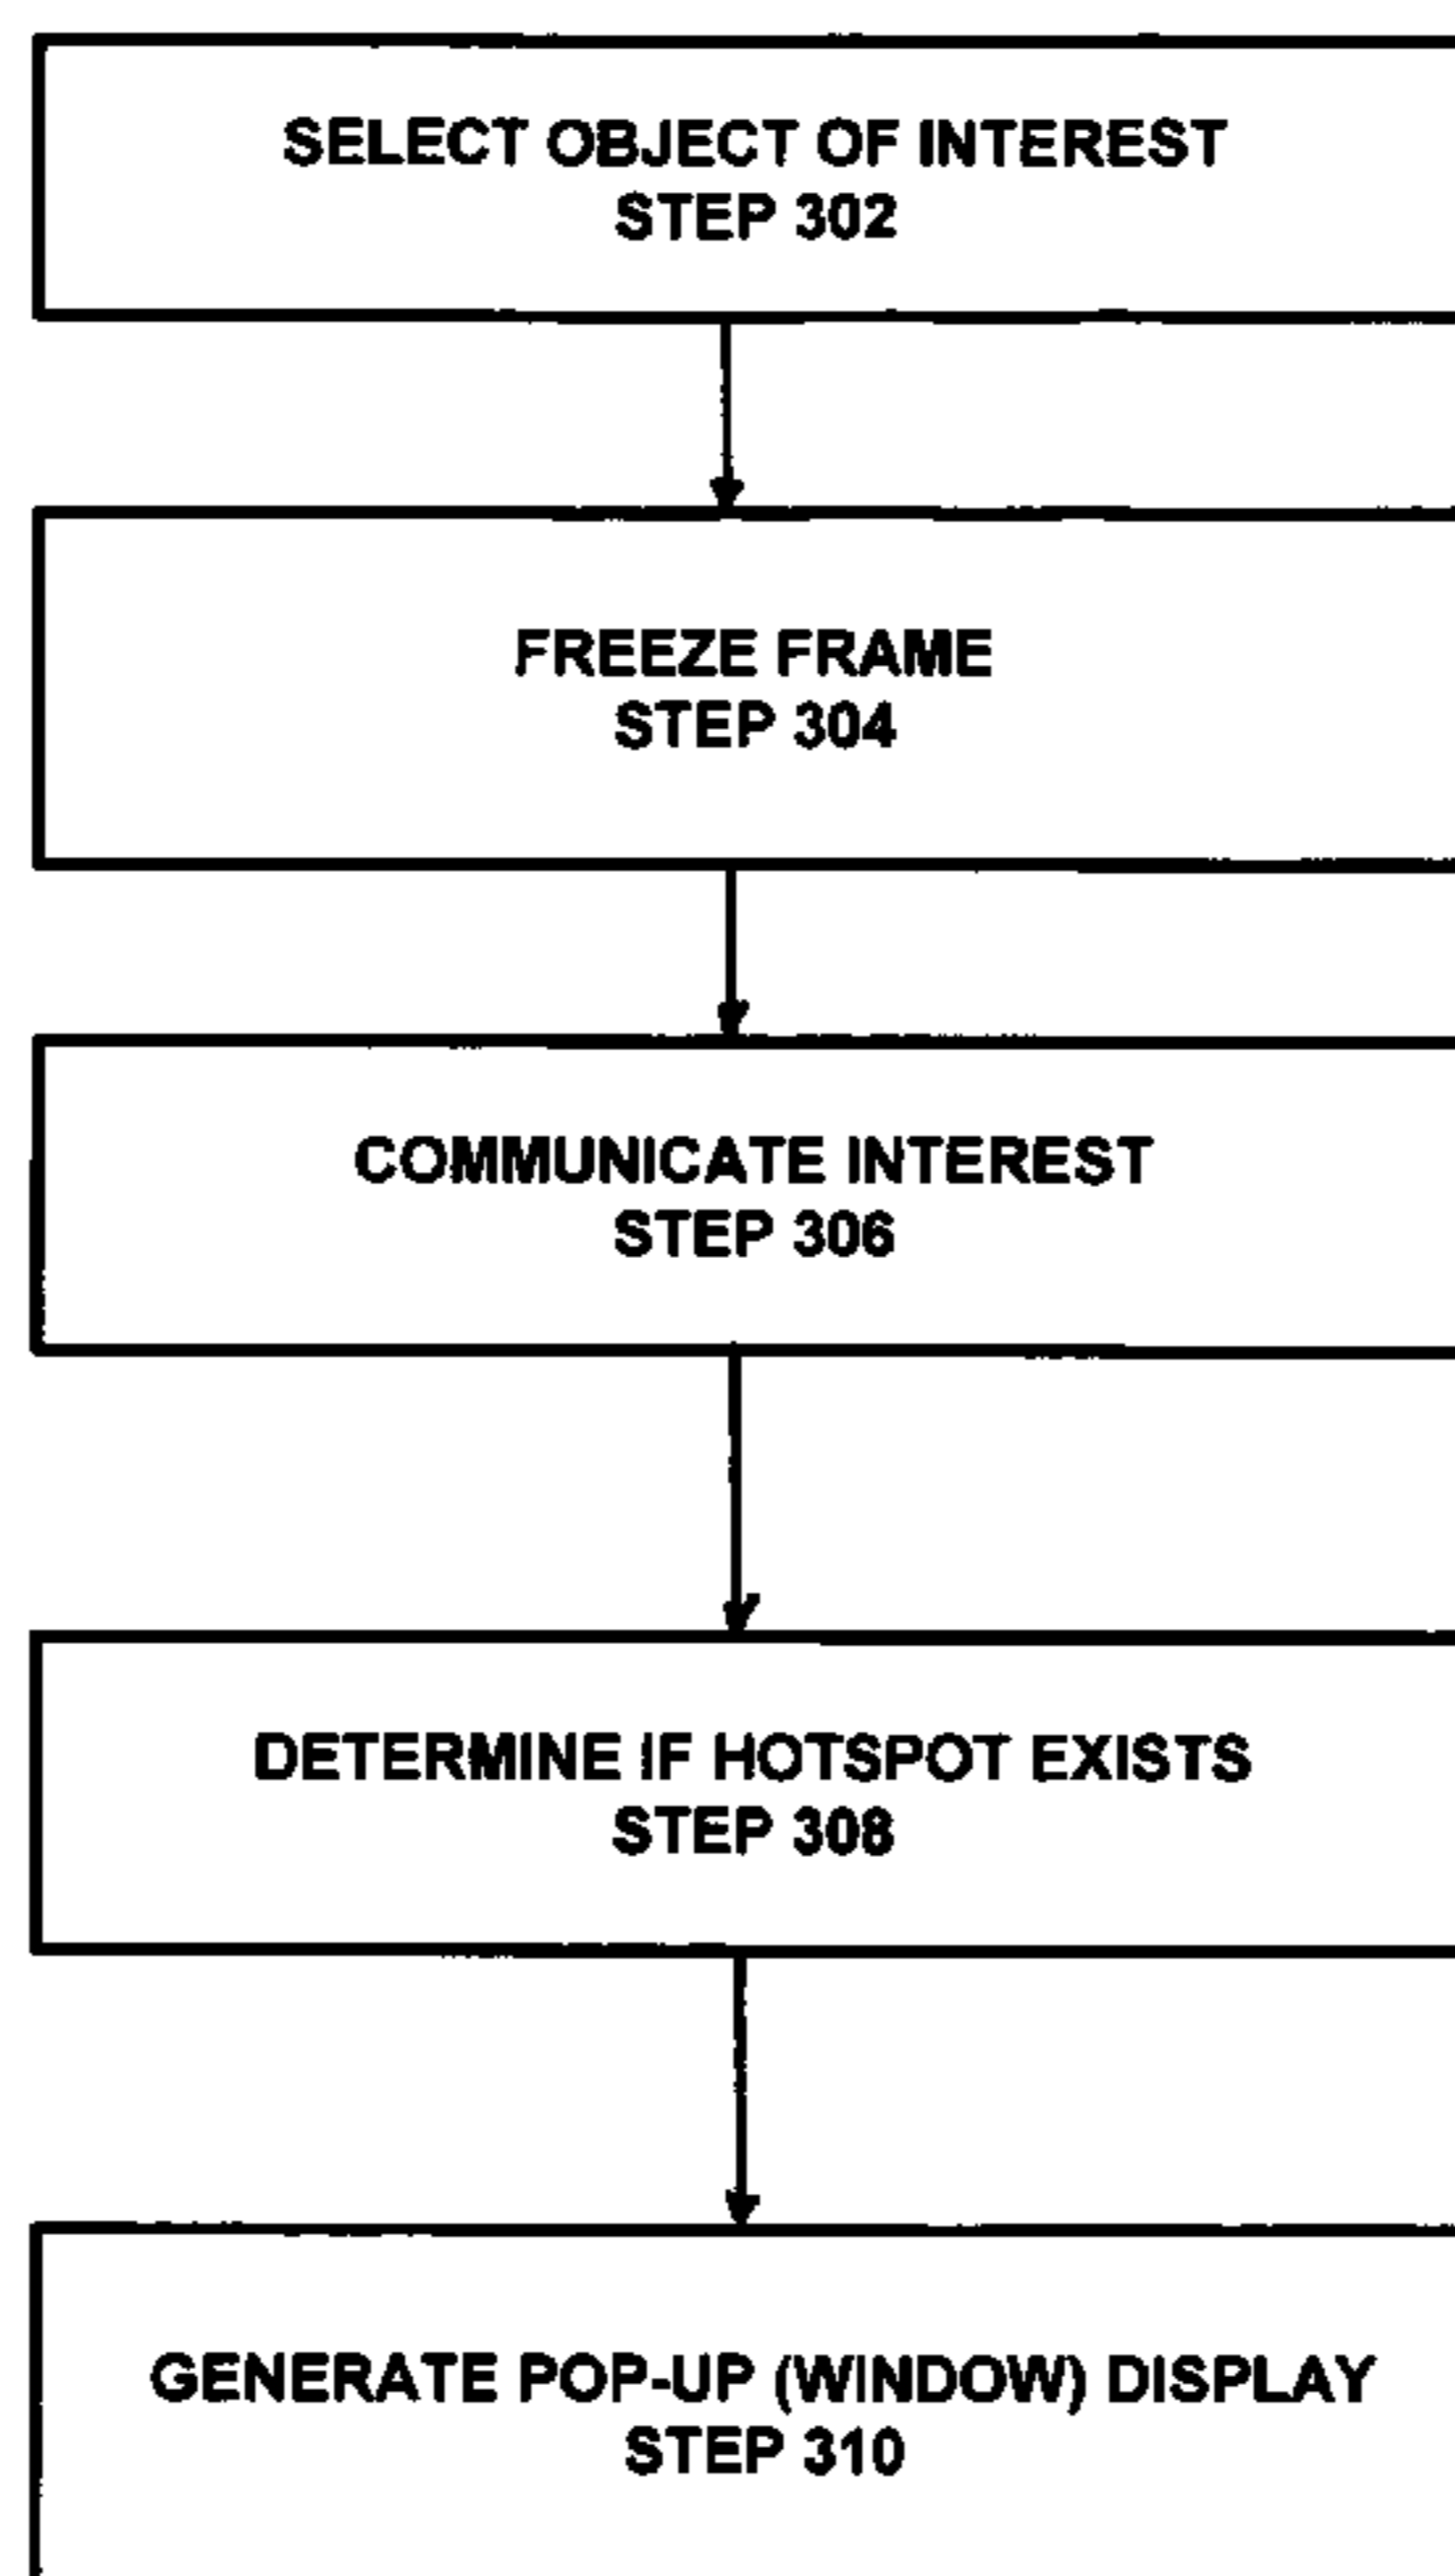 SELECT OBJECT OF INTEREST
STEP 302
FREEZE FRAME
STEP 304
COMMUNICATE INTEREST
STEP 306
DETERMINE IF HOTSPOT EXISTS
STEP 308
GENERATE POP-UP (WINDOW) DISPLAY
STEP 310